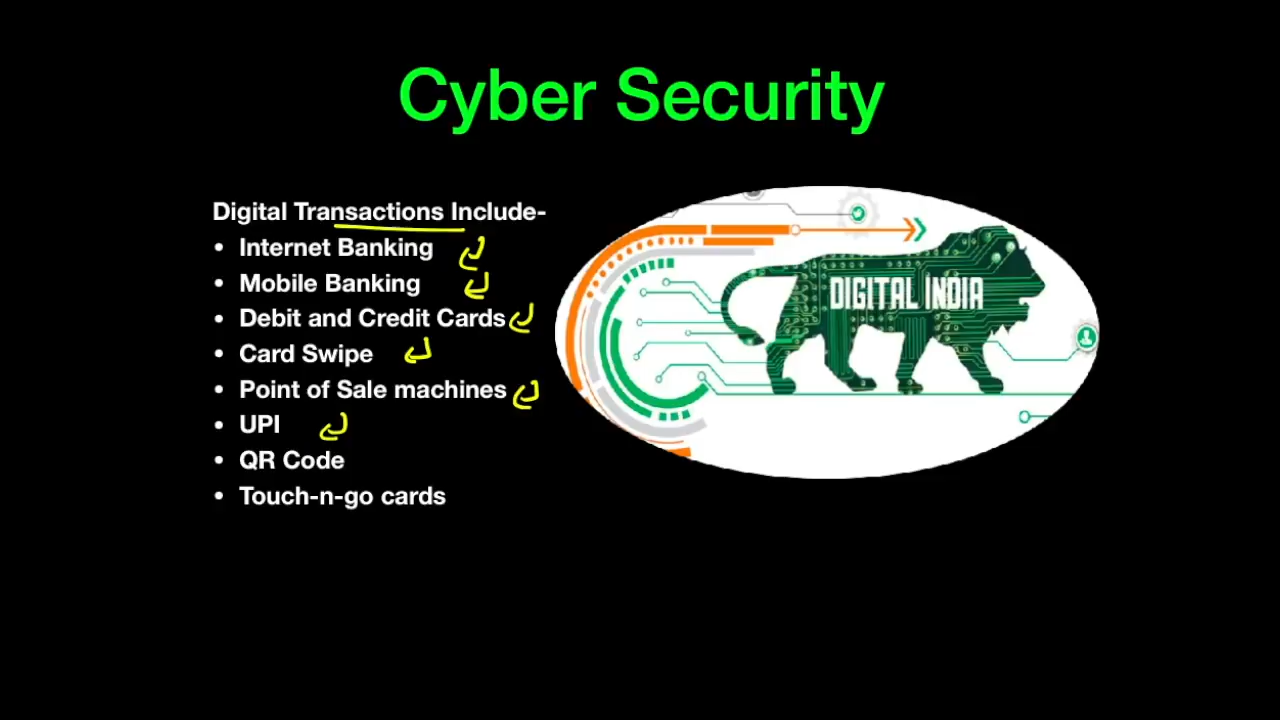 Cyber Security
Digital Transactions Include-
• Internet Banking
• Mobile Banking
• Debit and Credit Cards
• Card Swipe
• Point of Sale machines
• UPI
• QR Code
• Touch-n-go cards
DIGITAL INDIA